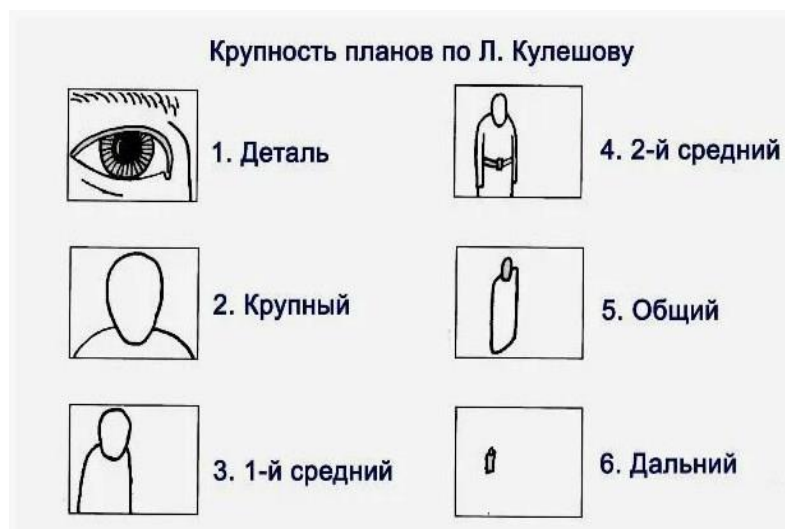 Крупность планов по Л. Кулешову
1. Деталь
2. Крупный
3. 1-й средний
4. 2-й средний
5. Общий
6. Дальний